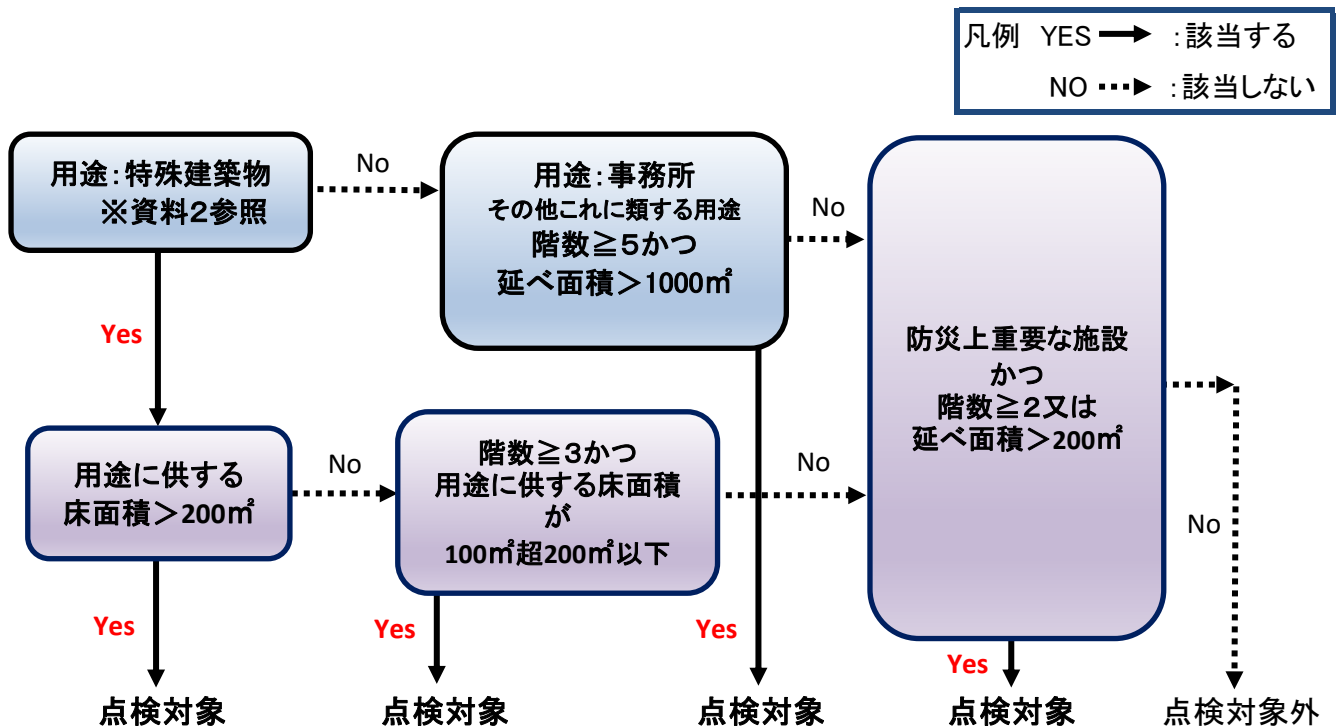 凡例 YES :該当する
NO :該当しない
用途:特殊建築物
※資料2参照
No
用途:事務所
その他これに類する用途
階数≧5かつ
延べ面積>1000㎡
No
防災上重要な施設
かつ
階数≧2又は
延べ面積>200㎡
Yes
用途に供する
床面積>200㎡
No
階数≧3かつ
用途に供する床面積
が
100㎡超200㎡以下
No
No
Yes
Yes
Yes
Yes
点検対象
点検対象
点検対象
点検対象
点検対象外